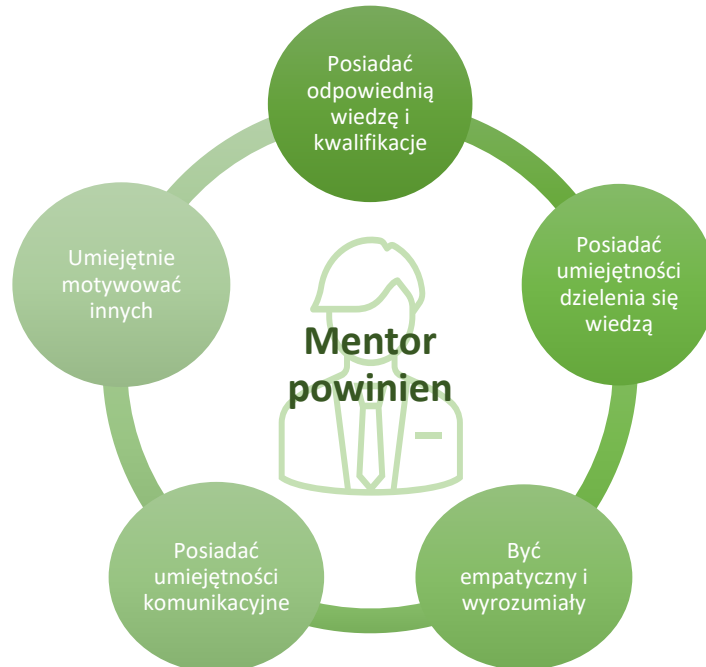 Posiadać
odpowiednią
wiedzę i
kwalifikacje
Posiadać
umiejętności
dzielenia się
wiedzą
Być
empatyczny i
wyrozumiały
Posiadać
umiejętności
komunikacyjne
Umiejętnie
motywować
innych
Mentor
powinien